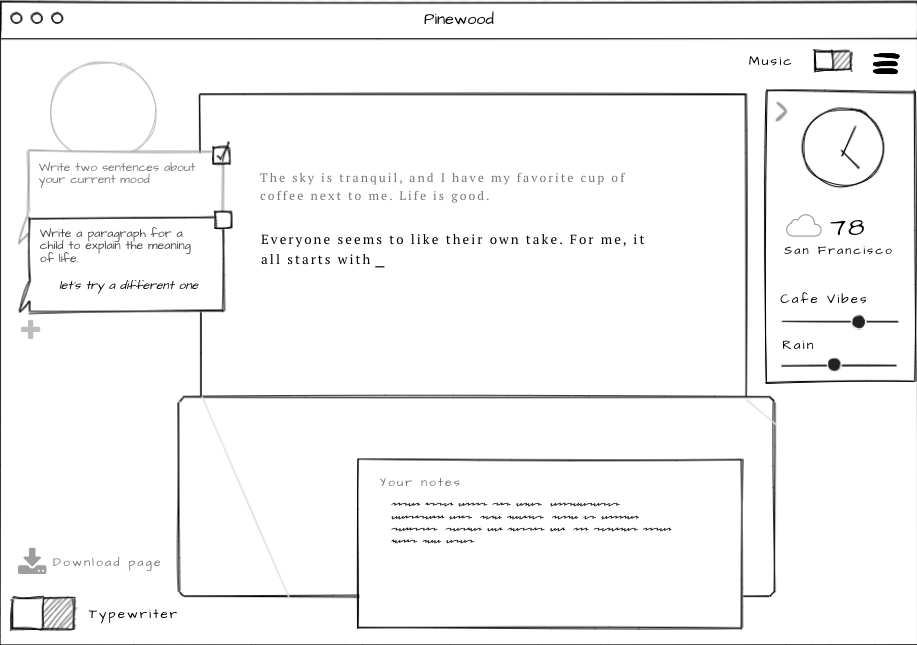 Pinewood
Music
Write two sentences about
your current mood
The sky is tranquil, and I have my favorite cup of
coffee next to me. Life is good.
Write a paragraph for a
child to explain the meaning
of life.
let's try a different one
Everyone seems to like their own take. For me, it
all starts with _
78
San Francisco
Cafe Vibes
Rain
Your notes
Download page
Typewriter